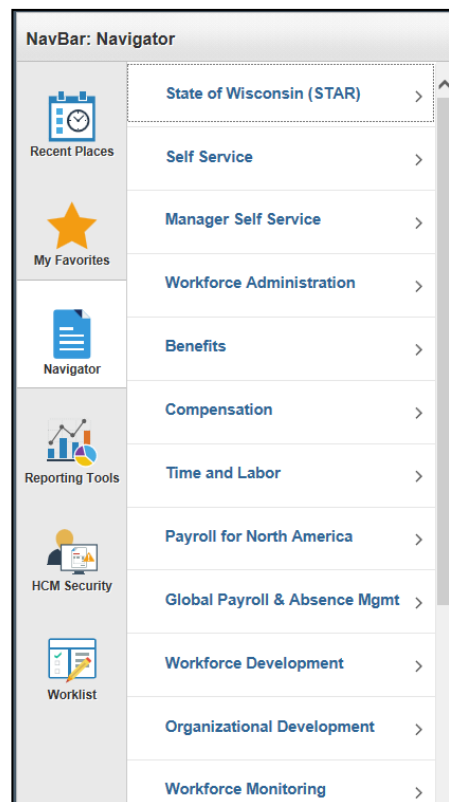 NavBar: Navigator
Recent Places
My Favorites
Navigator
Reporting Tools
HCM Security
Worklist
State of Wisconsin (STAR)
Self Service
Manager Self Service
Workforce Administration
Benefits
Compensation
Time and Labor
Payroll for North America
Global Payroll & Absence Mgmt
Workforce Development
Organizational Development
Workforce Monitoring